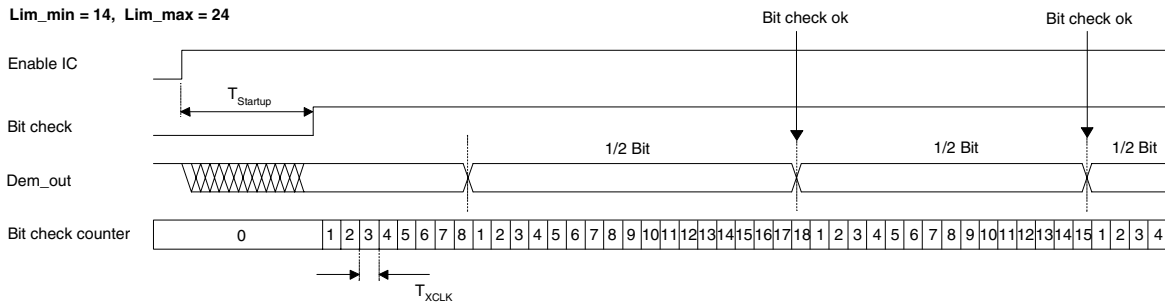 Lim_min = 14, Lim_max = 24
Bit check ok Bit check ok
Enable IC
TStartup
Bit check
1/2 Bit 1/2 Bit 1/2 Bit
Dem_out
Bit check counter 0 1 2 3 4 5 6 7 8 1 2 3 4 5 6 7 8 9 10 11 12 13 14 15 16 17 18 1 2 3 4 5 6 7 8 9 10 11 12 13 14 15 1 2 3 4
TXCLK